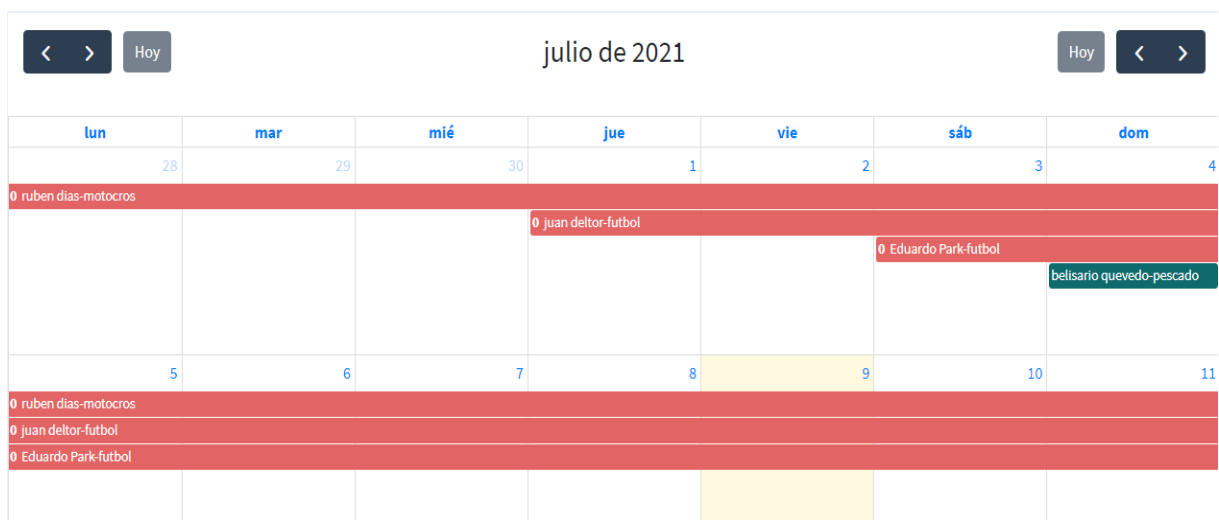 Hoy julio de 2021 Hoy
lun mar mié jue vie sáb dom
28 29 30 1 2 3 4
0 ruben dias-motocros
0 juan deltor-futbol
0 Eduardo Park-futbol
belisario quevedo-pescado
5 6 7 8 9 10 11
0 ruben dias-motocros
0 juan deltor-futbol
0 Eduardo Park-futbol